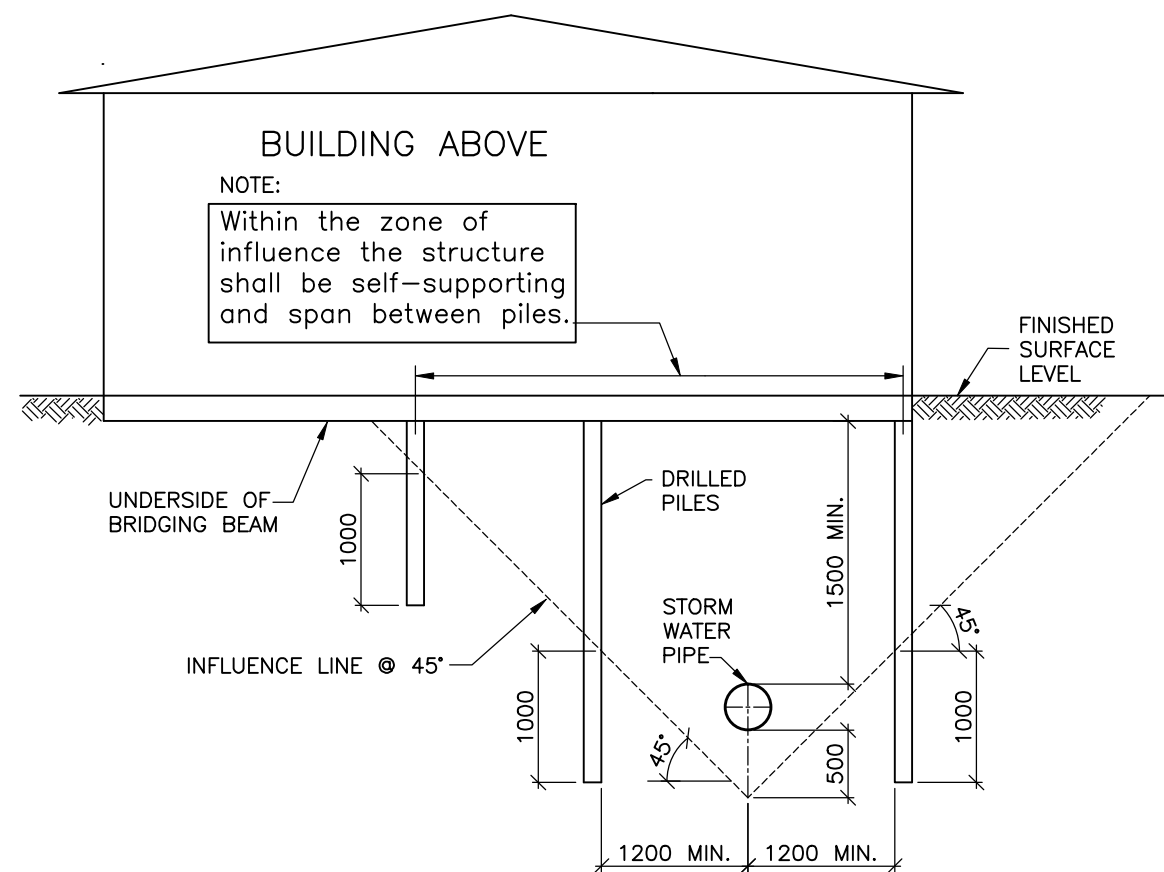 BUILDING ABOVE
NOTE:
Within the zone of
influence the structure
shall be self-supporting
and span between piles.
FINISHED
SURFACE
LEVEL
UNDERSIDE OF
BRIDGING BEAM
1000
DRILLED
PILES
1500 MIN.
STORM
WATER
PIPE
45°
INFLUENCE LINE @ 45°
1000
45°
500
1000
1200 MIN.
1200 MIN.